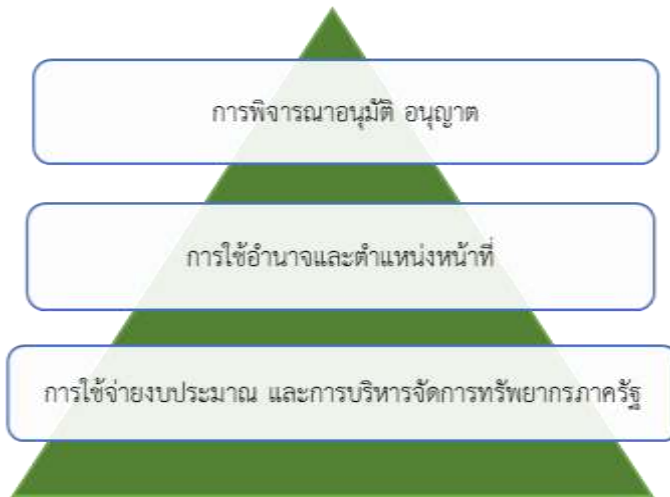 การพิจารณาอนุมัติ อนุญาต
การใช้อำนาจและตำแหน่งหน้าที่
การใช้จ่ายงบประมาณ และการบริหารจัดการทรัพยากรภาครัฐ